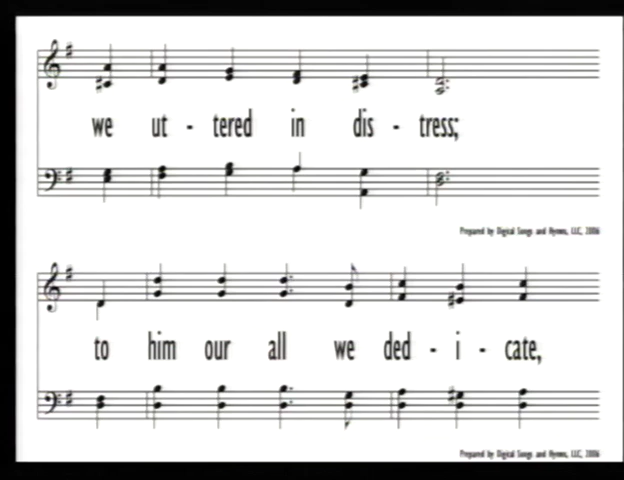 we ut - tered in dis - tress;
Prepared by Digital Songs and Hymns, LLC, 2006
to him our all we ded - i - cate,
Prepared by Digital Songs and Hymns, LLC, 2006